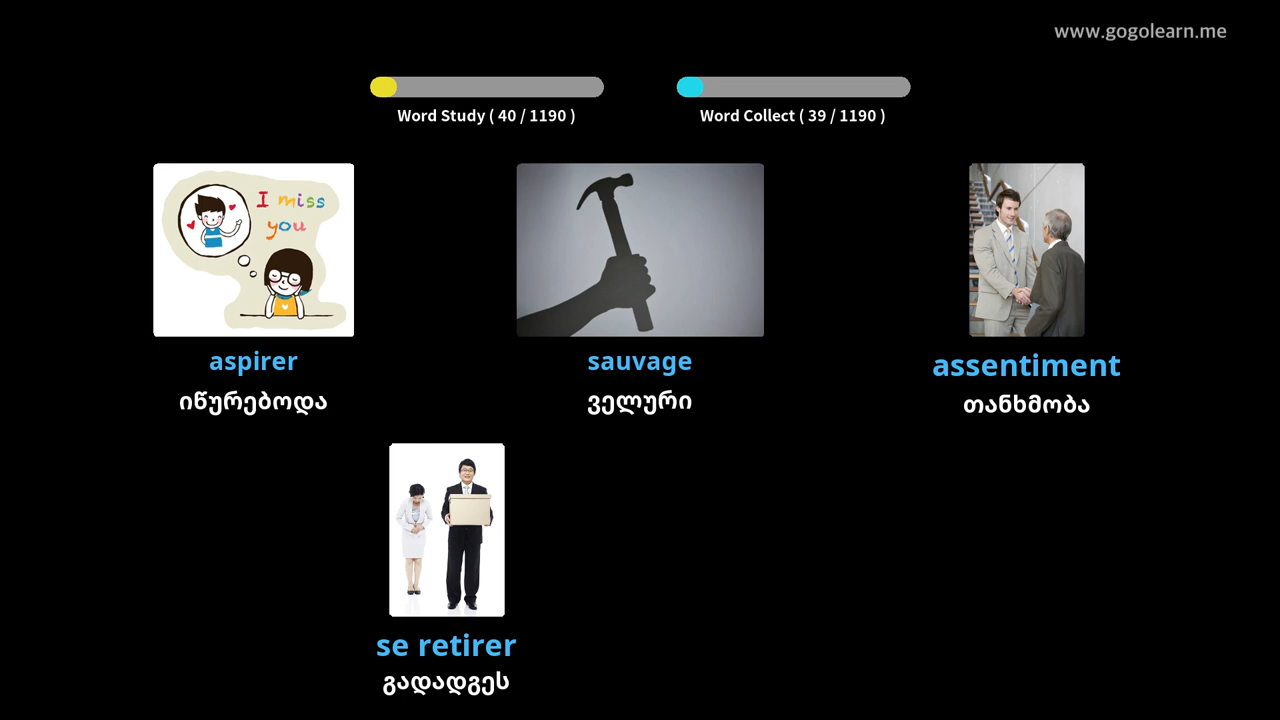 www.gogolearn.me
Word Study ( 40 / 1190 )
Word Collect ( 39 / 1190 )
I miss
you
aspirer
sauvage
assentiment
იწურებოდა
ველური
თანხმობა
se retirer
გადადგეს